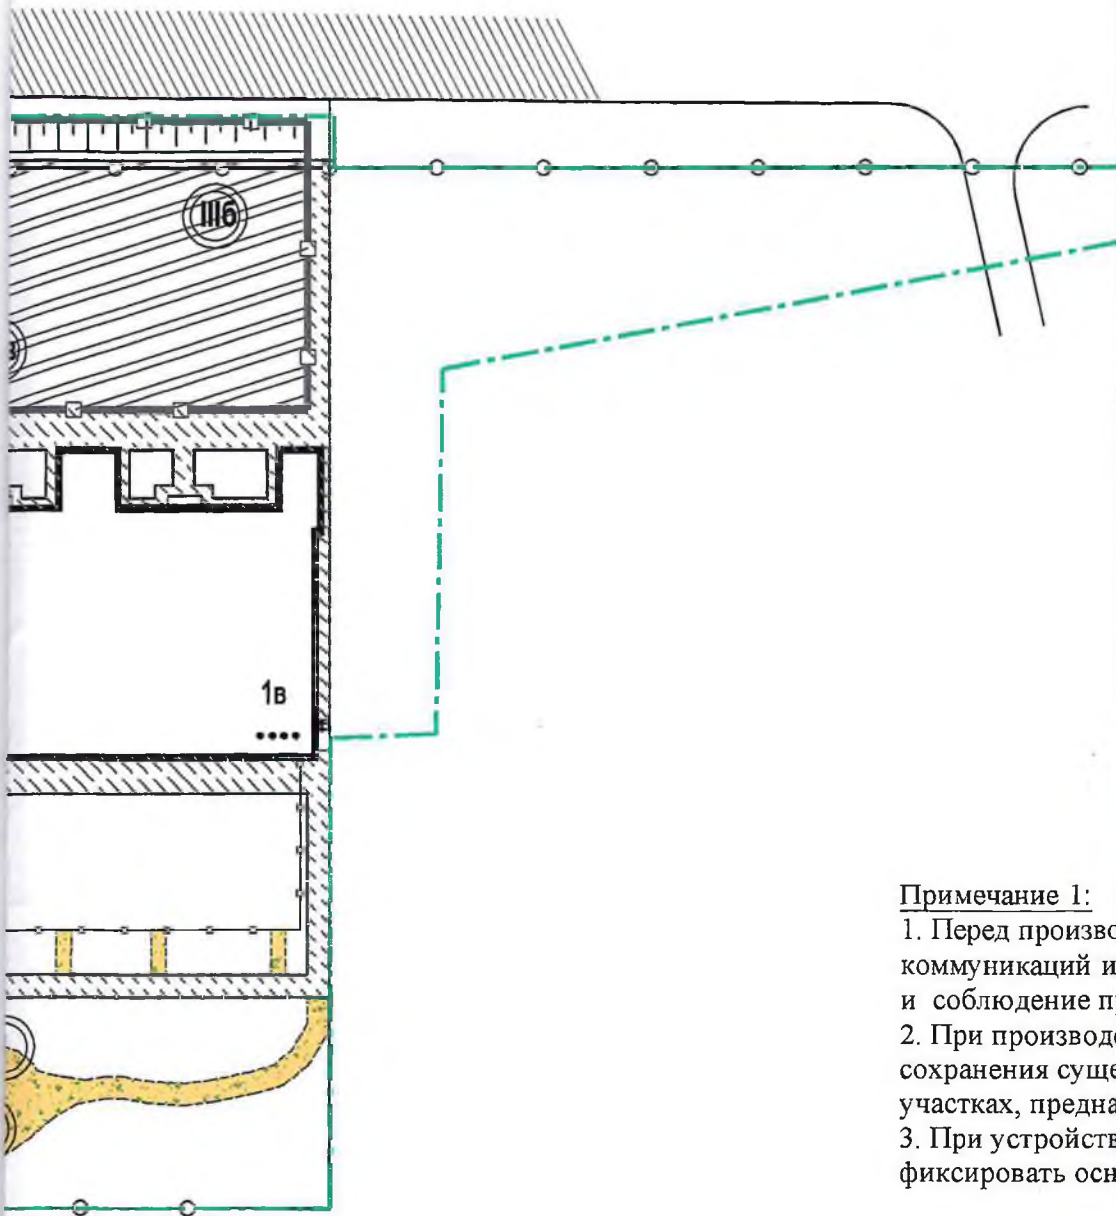 IIIб
1в
Примечание 1:
1. Перед произво
коммуникаций и
и соблюдение п
2. При производ
сохранения суще
участках, предна
3. При устройств
фиксировать осн